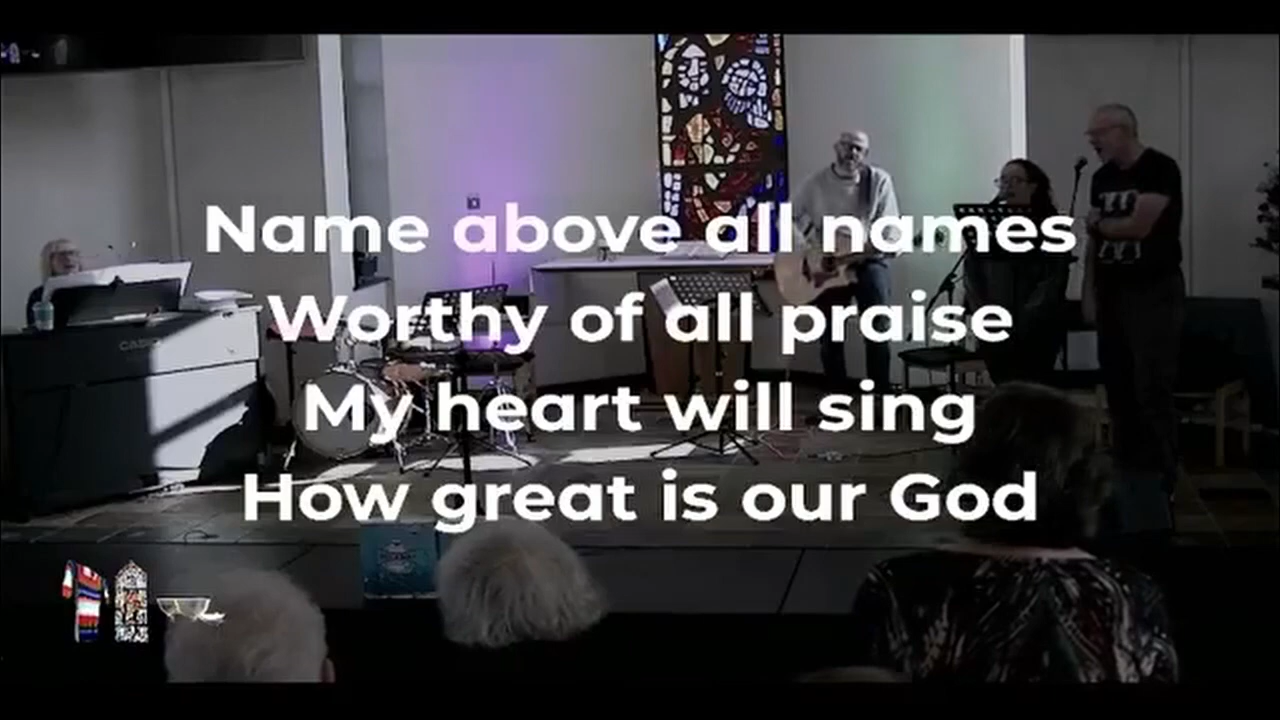 Name above all names
Worthy of all praise
My heart will sing
How great is our God